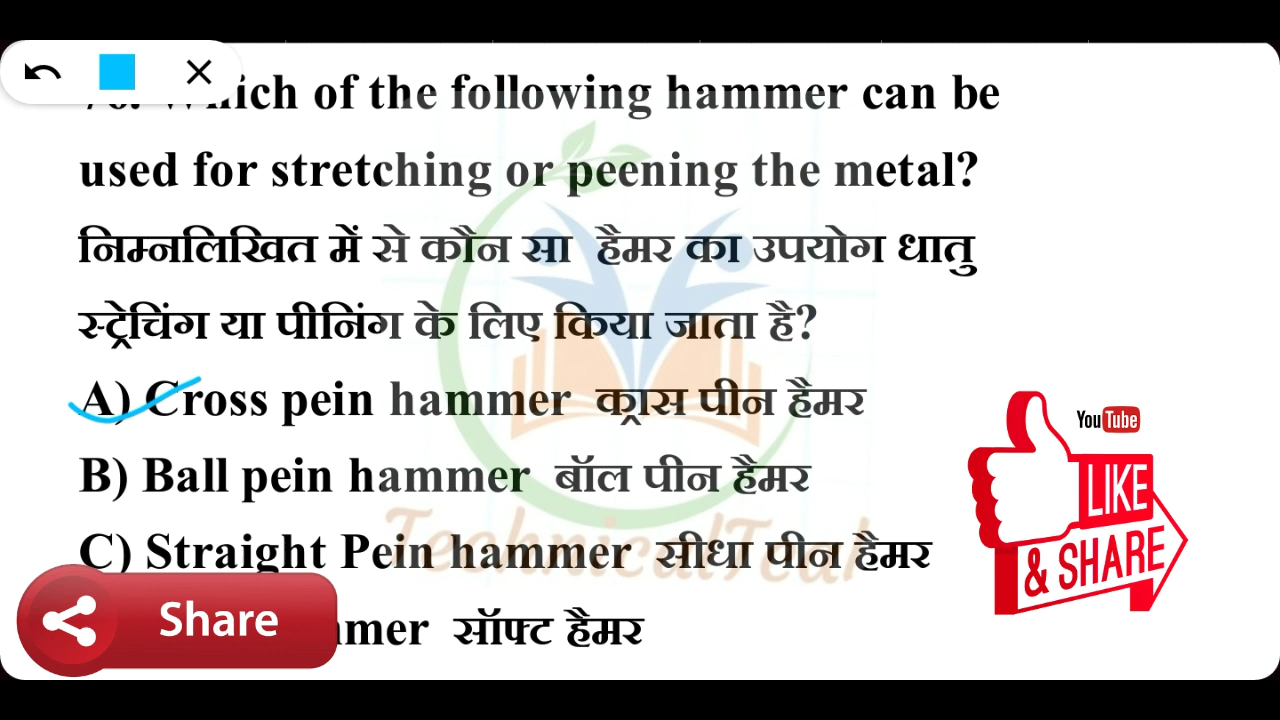 Which of the following hammer can be
used for stretching or peening the metal?
निम्नलिखित में से कौन सा हैमर का उपयोग धातु
स्ट्रेचिंग या पीनिंग के लिए किया जाता है?
A) Cross pein hammer क्रास पीन हैमर
B) Ball pein hammer बॉल पीन हैमर
C) Straight Pein hammer सीधा पीन हैमर
सॉफ्ट हैमर
TechnicalTeak
Share
YouTube
LIKE
& SHARE